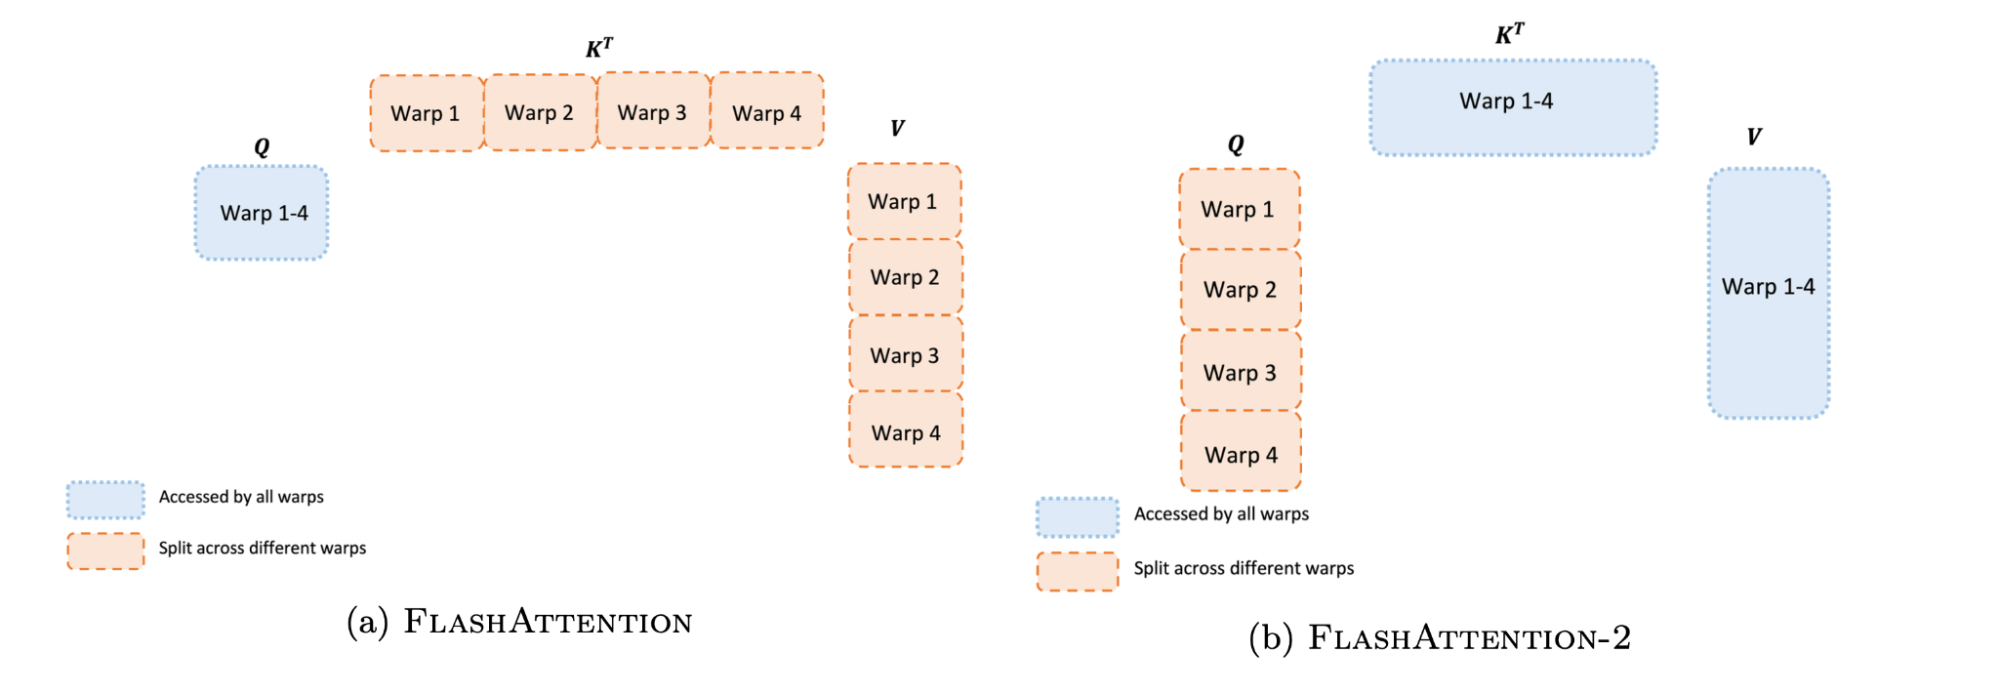 K^T
Warp 1 Warp 2 Warp 3 Warp 4
Q
Warp 1-4
V
Warp 1
Warp 2
Warp 3
Warp 4
Accessed by all warps
Split across different warps
(a) FLASHATTENTION
K^T
Warp 1-4
Q
Warp 1
Warp 2
Warp 3
Warp 4
V
Warp 1-4
Accessed by all warps
Split across different warps
(b) FLASHATTENTION-2